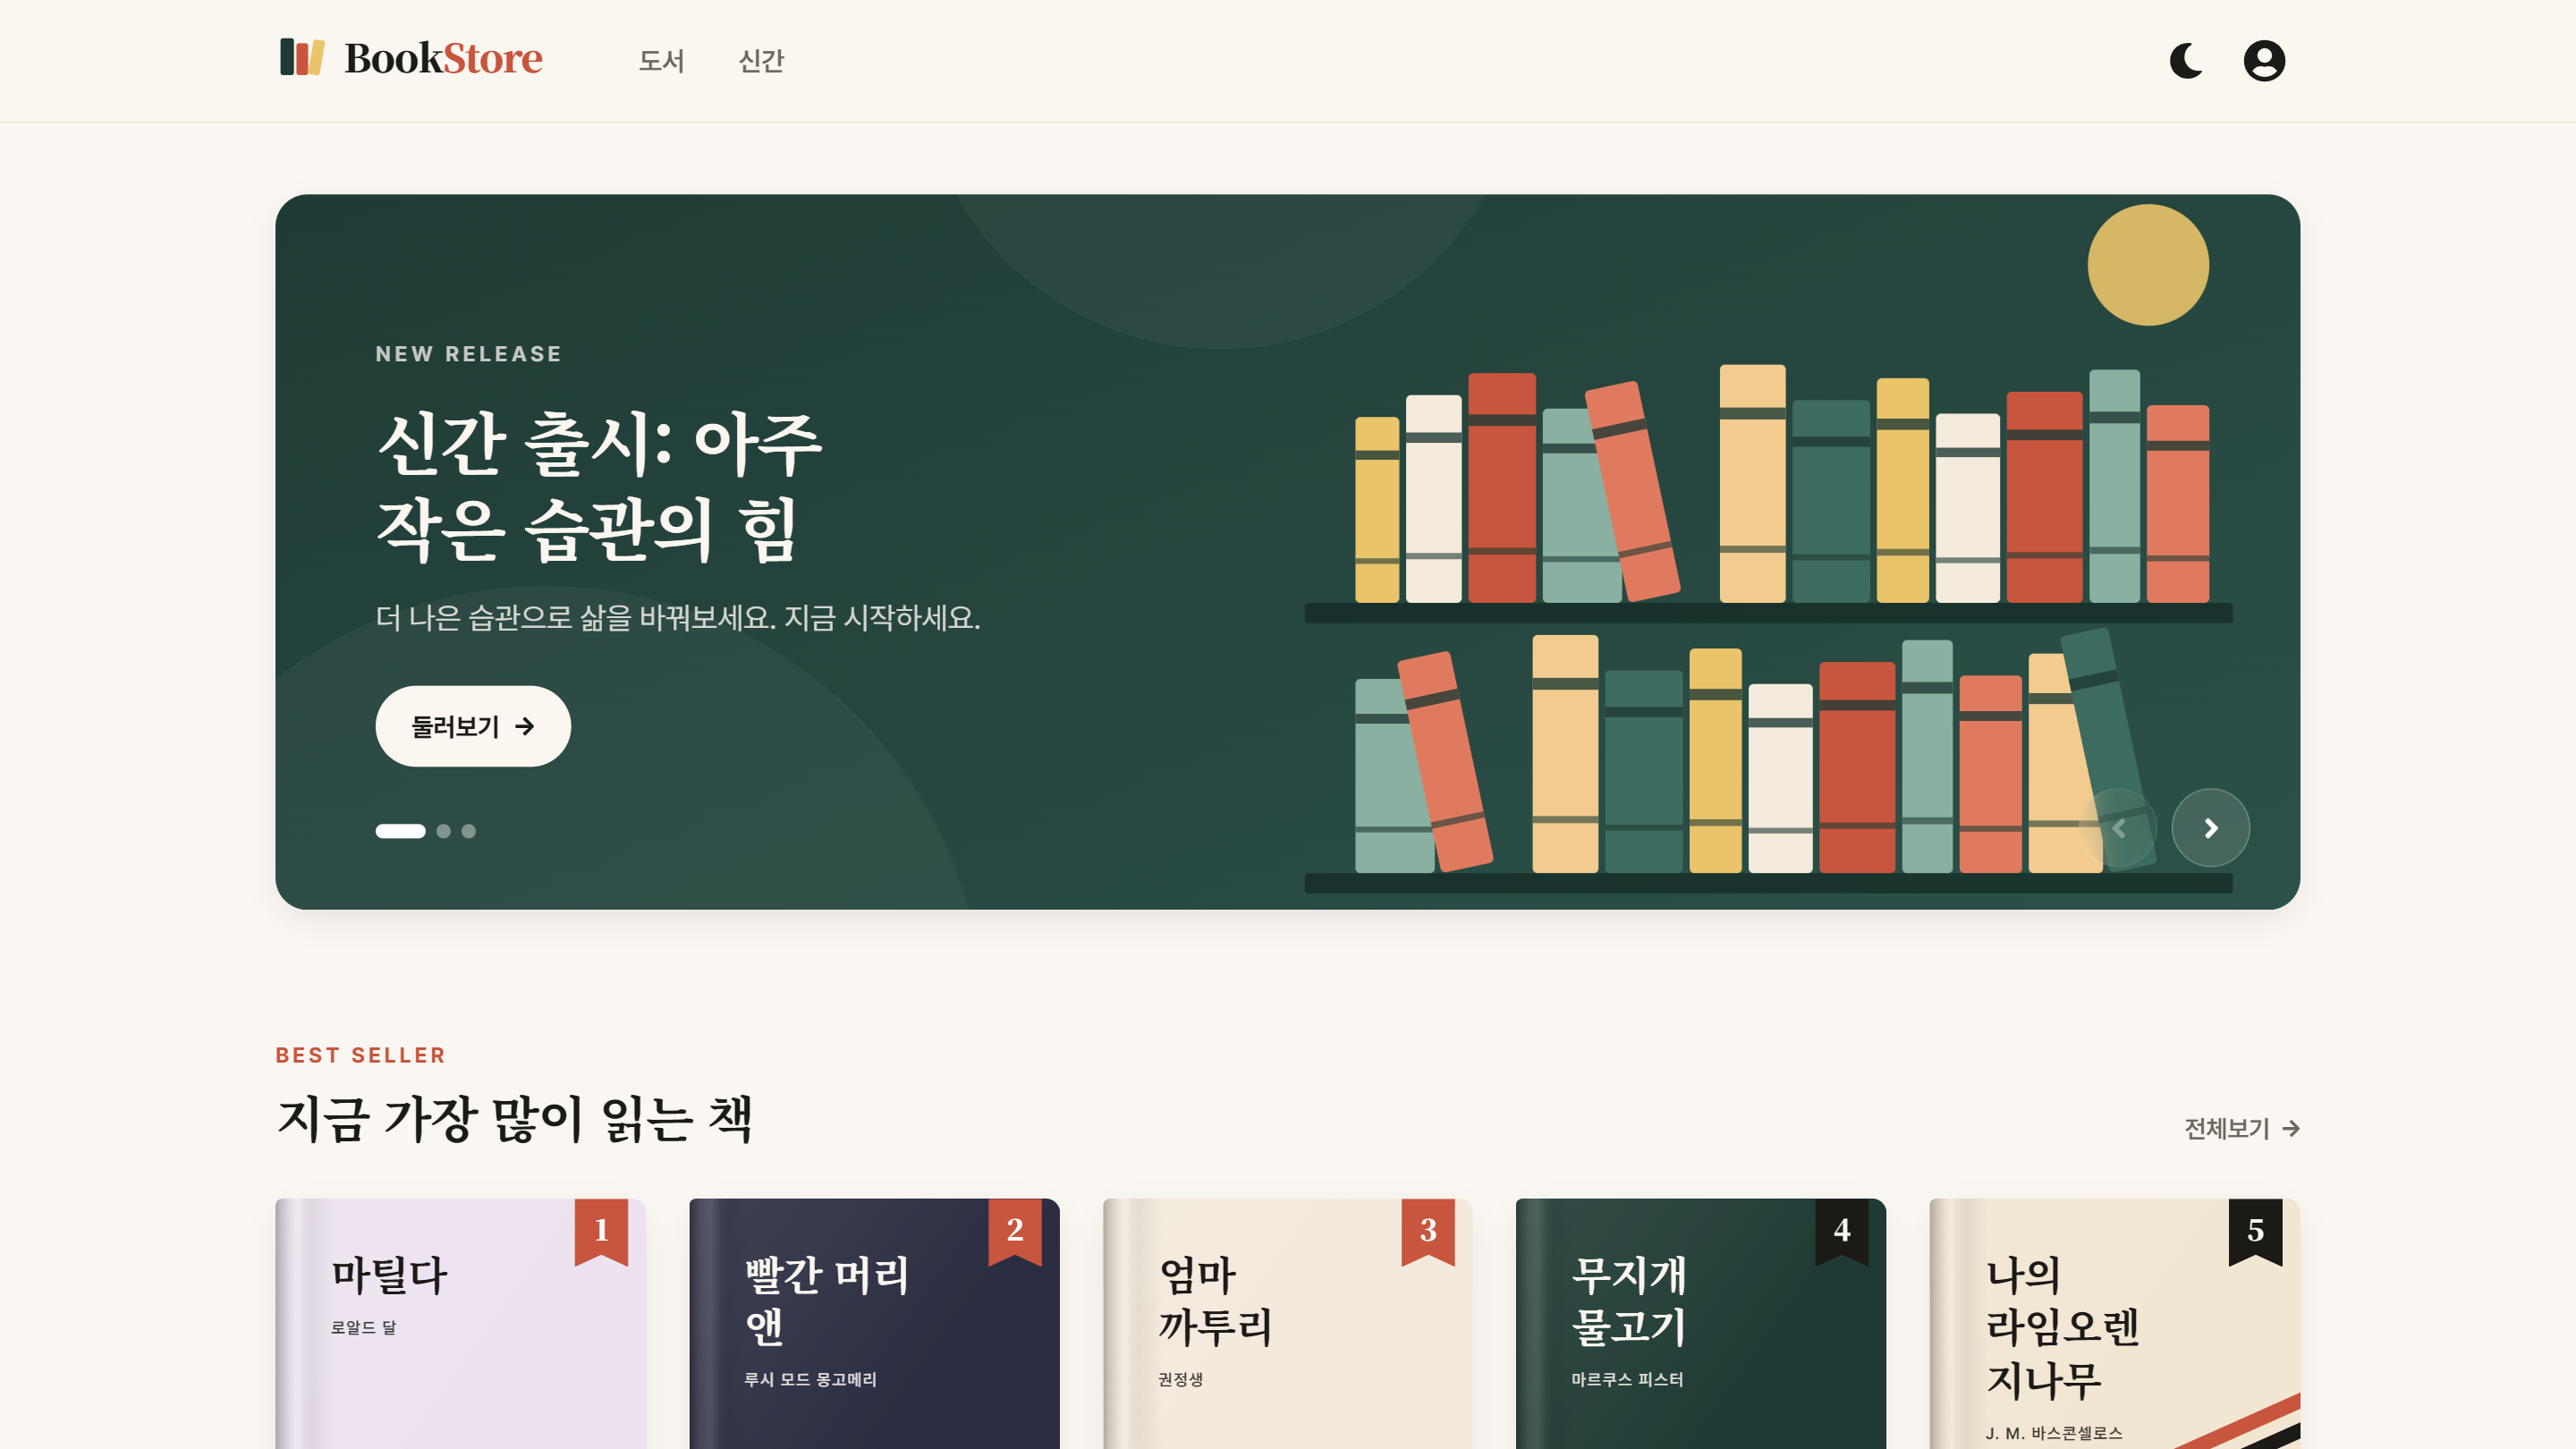 BookStore
도서
신간
NEW RELEASE
신간 출시: 아주
작은 습관의 힘
더 나은 습관으로 삶을 바꿔보세요. 지금 시작하세요.
둘러보기
BEST SELLER
지금 가장 많이 읽는 책
전체보기
1
마틸다
로알드 달
2
빨간 머리
앤
루시 모드 몽고메리
3
엄마
까투리
권정생
4
무지개
물고기
마르쿠스 피스터
5
나의
라임오렌
지나무
J. M. 바스콘셀로스